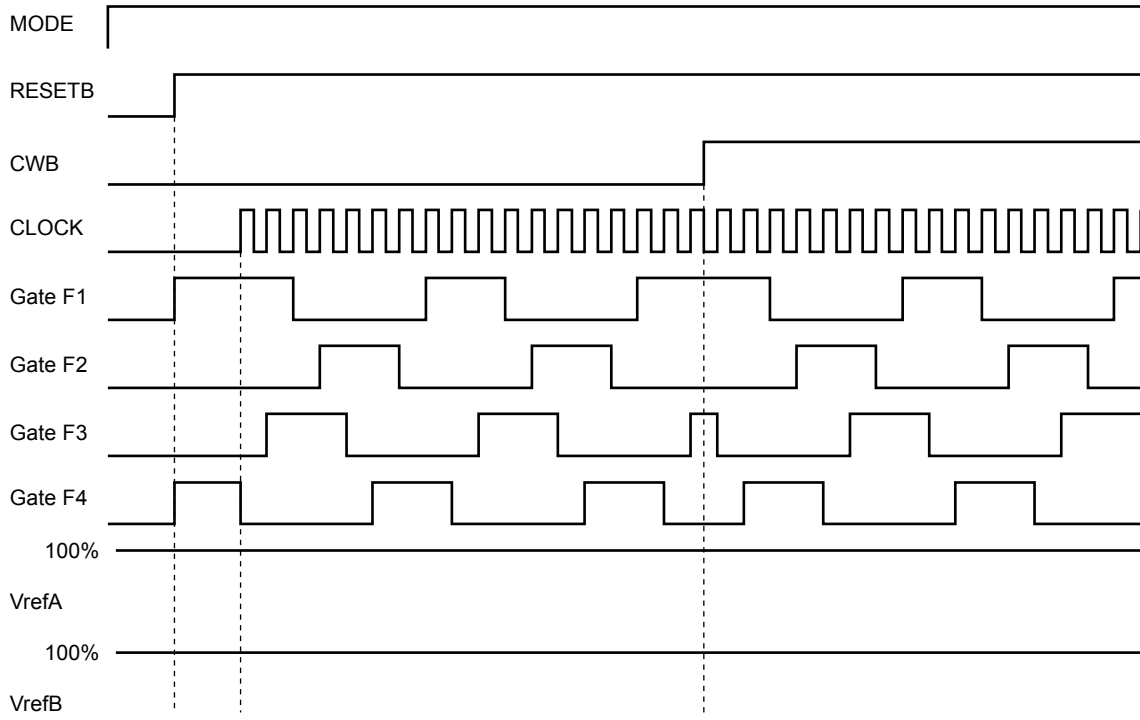 MODE
RESETB
CWB
CLOCK
Gate F1
Gate F2
Gate F3
Gate F4
100%
VrefA
100%
VrefB